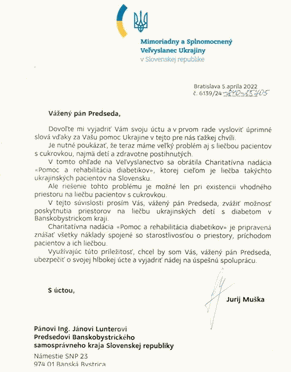 Mimoriadny a Splnomocnený
Veľvyslanec Ukrajiny
v Slovenskej republike
Bratislava 5 apríla 2022
č. 6139/24-
Vážený pán Predseda,
Dovoľte mi vyjadriť Vám svoju úctu a v prvom rade vysloviť úprimné
slová vďaky za Vašu pomoc Ukrajine v tejto pre nás ťažkej chvíli.
Je nutné poukázať, že teraz máme veľký problém aj s liečbou pacientov
s cukrovkou, najmä detí a zdravotne postihnutých.
V tomto ohľade na Veľvyslanectvo sa obrátila Charitatívna nadácia
«Pomoc a rehabilitácia diabetikov», ktorej cieľom je liečba takýchto
ukrajinských pacientov na Slovensku.
Ale riešenie tohto problému je možné len pri existencii vhodného
priestoru na liečbu pacientov s cukrovkou.
V tejto súvislosti prosím Vás, vážený pán Predseda, zvážiť možnosť
poskytnutia priestorov na liečbu ukrajinských detí s diabetom v
Banskobystrickom kraji.
Charitatívna nadácia «Pomoc a rehabilitácia diabetikov» je pripravená
znášať všetky náklady spojené so starostlivosťou o priestory, príchodom
pacientov a ich liečbou.
Využívajúc túto príležitosť, chcel by som Vás, vážený pán Predseda,
ubezpečiť o svojej hlbokej úcte a vyjadriť nádej na úspešnú spoluprácu.
S úctou,
Jurij Muška
Pánovi Ing. Jánovi Lunterovi
Predsedovi Banskobystrického
samosprávneho kraja Slovenskej republiky
Námestie SNP 23
974 01 Banská Bystrica